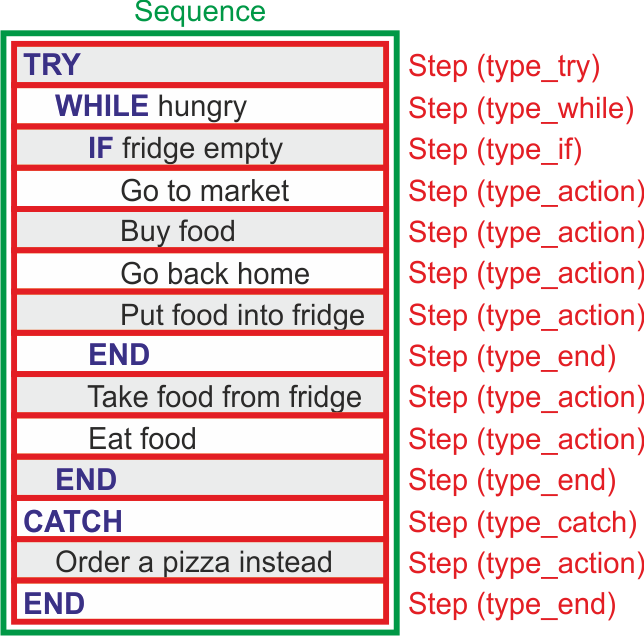 Sequence
TRY Step (type_try)
WHILE hungry Step (type_while)
IF fridge empty Step (type_if)
Go to market Step (type_action)
Buy food Step (type_action)
Go back home Step (type_action)
Put food into fridge Step (type_action)
END Step (type_end)
Take food from fridge Step (type_action)
Eat food Step (type_action)
END Step (type_end)
CATCH Step (type_catch)
Order a pizza instead Step (type_action)
END Step (type_end)